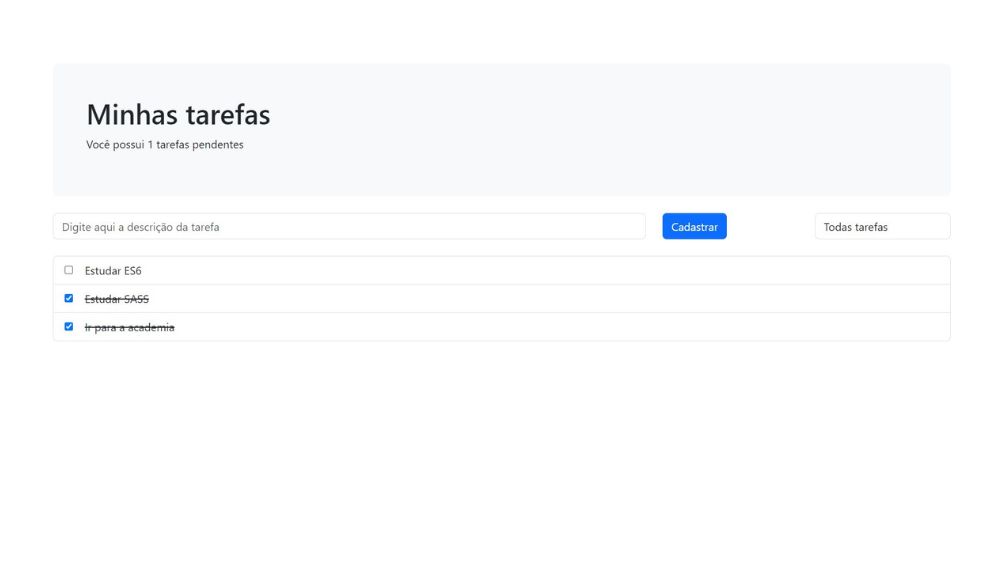 Minhas tarefas
Você possui 1 tarefas pendentes
Digite aqui a descrição da tarefa
Cadastrar
Todas tarefas
Estudar ES6
Estudar SASS
Ir para a academia